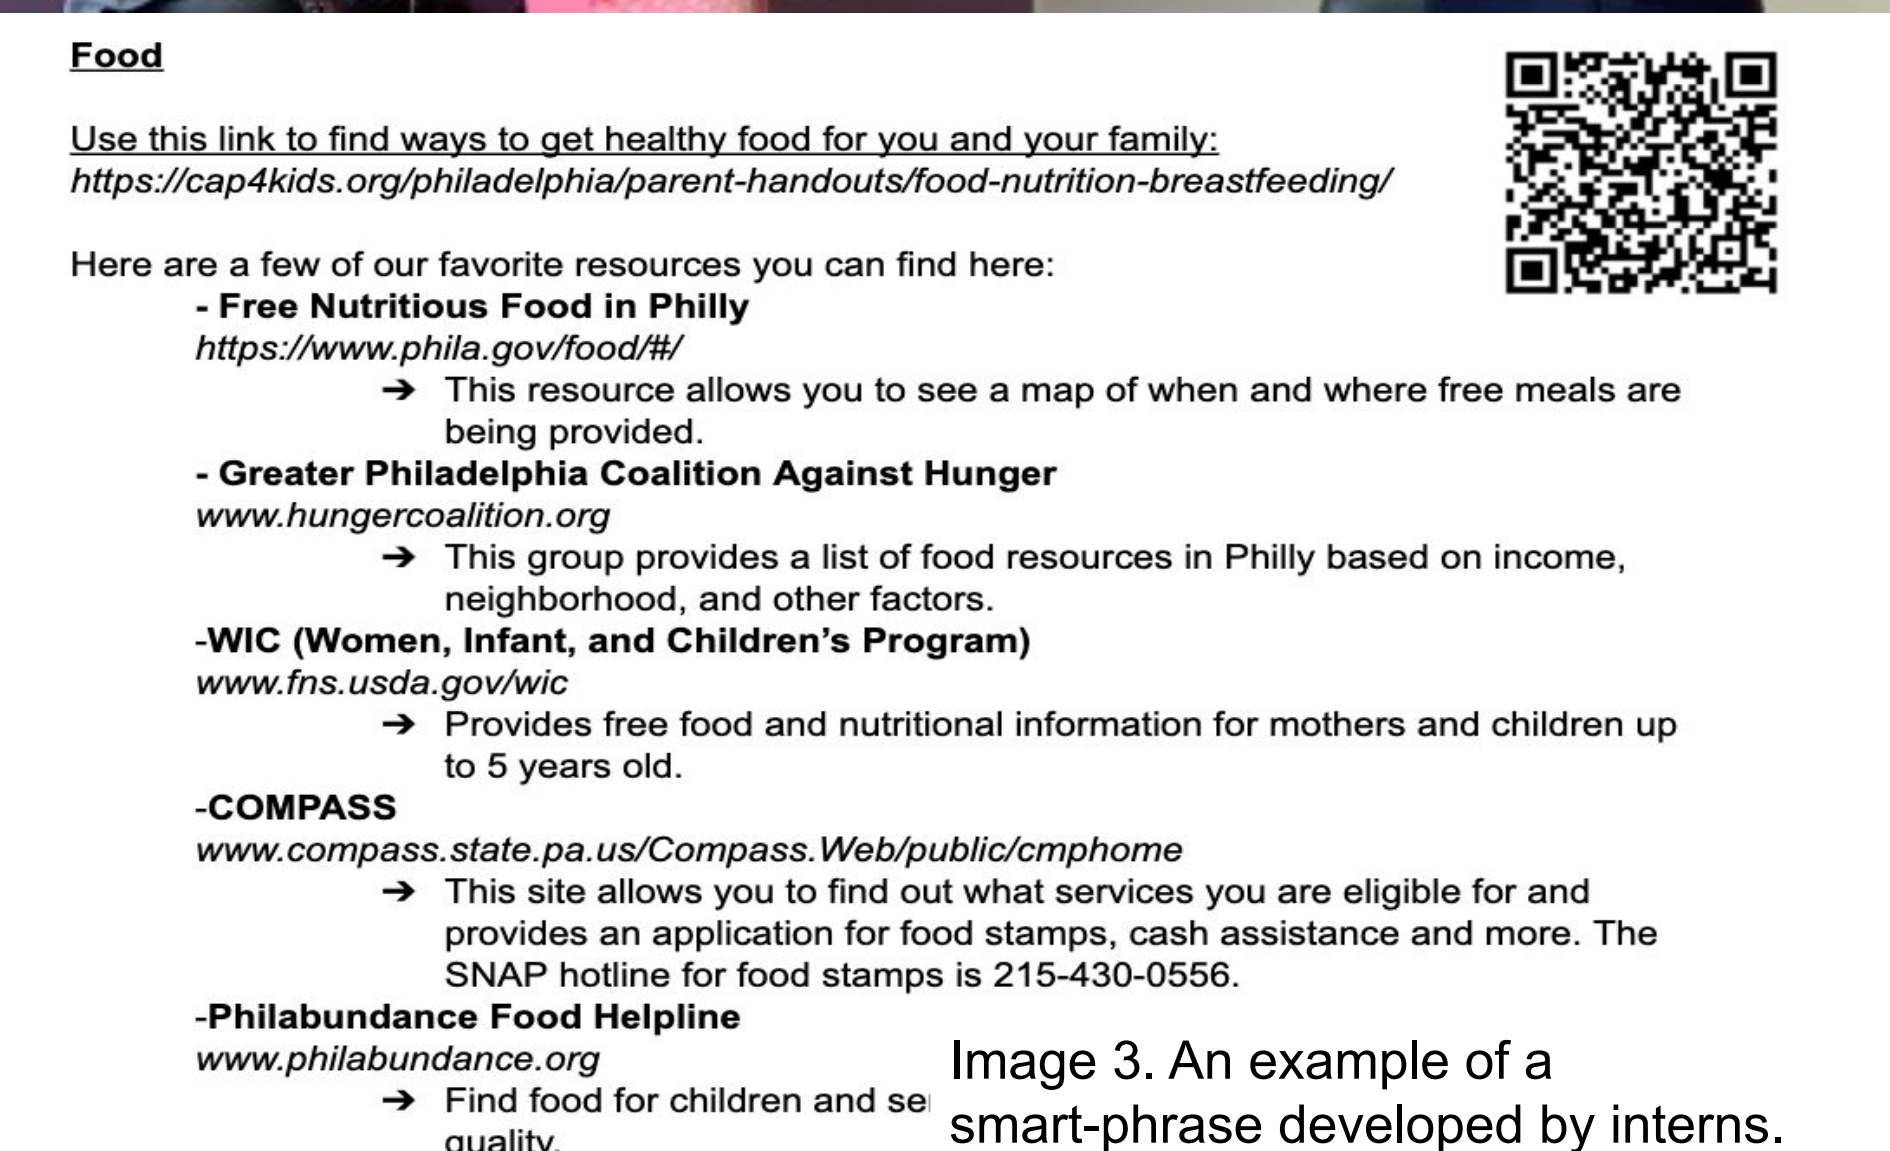 Food
Use this link to find ways to get healthy food for you and your family:
https://cap4kids.org/philadelphia/parent-handouts/food-nutrition-breastfeeding/
Here are a few of our favorite resources you can find here:
- Free Nutritious Food in Philly
https://www.phila.gov/food/#/
➔ This resource allows you to see a map of when and where free meals are
being provided.
- Greater Philadelphia Coalition Against Hunger
www.hungercoalition.org
➔ This group provides a list of food resources in Philly based on income,
neighborhood, and other factors.
-WIC (Women, Infant, and Children’s Program)
www.fns.usda.gov/wic
➔ Provides free food and nutritional information for mothers and children up
to 5 years old.
-COMPASS
www.compass.state.pa.us/Compass.Web/public/cmphome
➔ This site allows you to find out what services you are eligible for and
provides an application for food stamps, cash assistance and more. The
SNAP hotline for food stamps is 215-430-0556.
-Philabundance Food Helpline
www.philabundance.org
➔ Find food for children and
quality.
Image 3. An example of a
smart-phrase developed by interns.